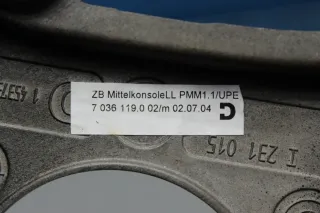 ZB MittelkonsoleLL PMM1.1/UPE
7 036 119.0 02/m 02.07.04 D
I 231 015